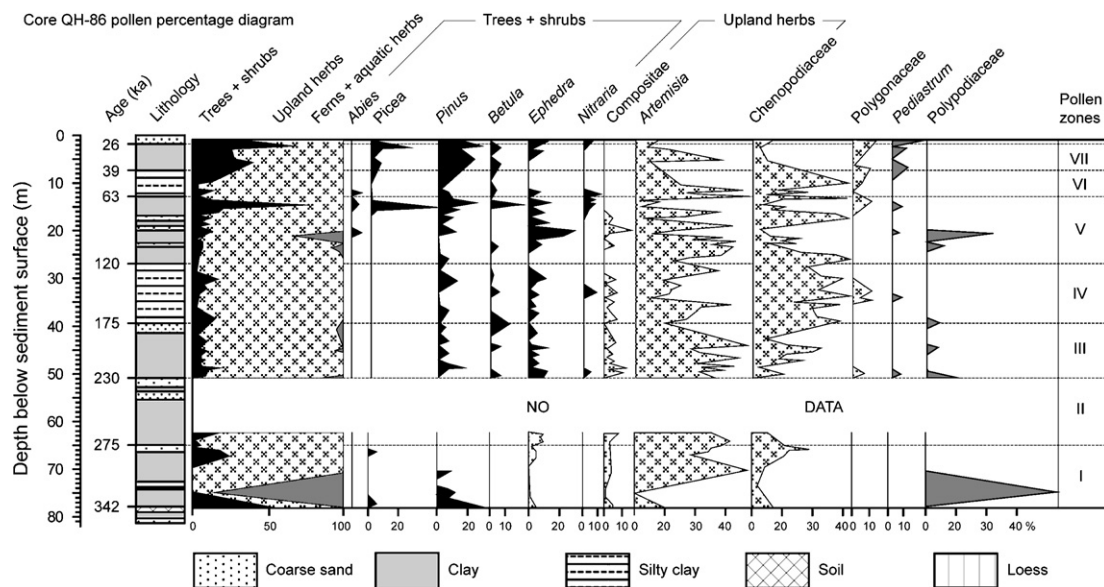 Core QH-86 pollen percentage diagram
Trees + shrubs
Upland herbs
Age (ka)
Lithology
Trees + shrubs
Upland herbs
Ferns + aquatic herbs
Abies
Picea
Pinus
Betula
Ephedra
Nitraria
Compositae
Artemisia
Chenopodiaceae
Polygonaceae
Pediastrum
Polypodiaceae
Pollen zones
Depth below sediment surface (m)
0
10
20
30
40
50
60
70
80
26
39
63
120
175
230
275
342
VII
VI
V
IV
III
II
I
NO DATA
0 50 100 0 20 0 20 0 10 0 10 20 0 10 0 10 0 10 20 30 40 0 10 20 30 40 0 10 0 10 0 10 20 30 40 %
Coarse sand
Clay
Silty clay
Soil
Loess